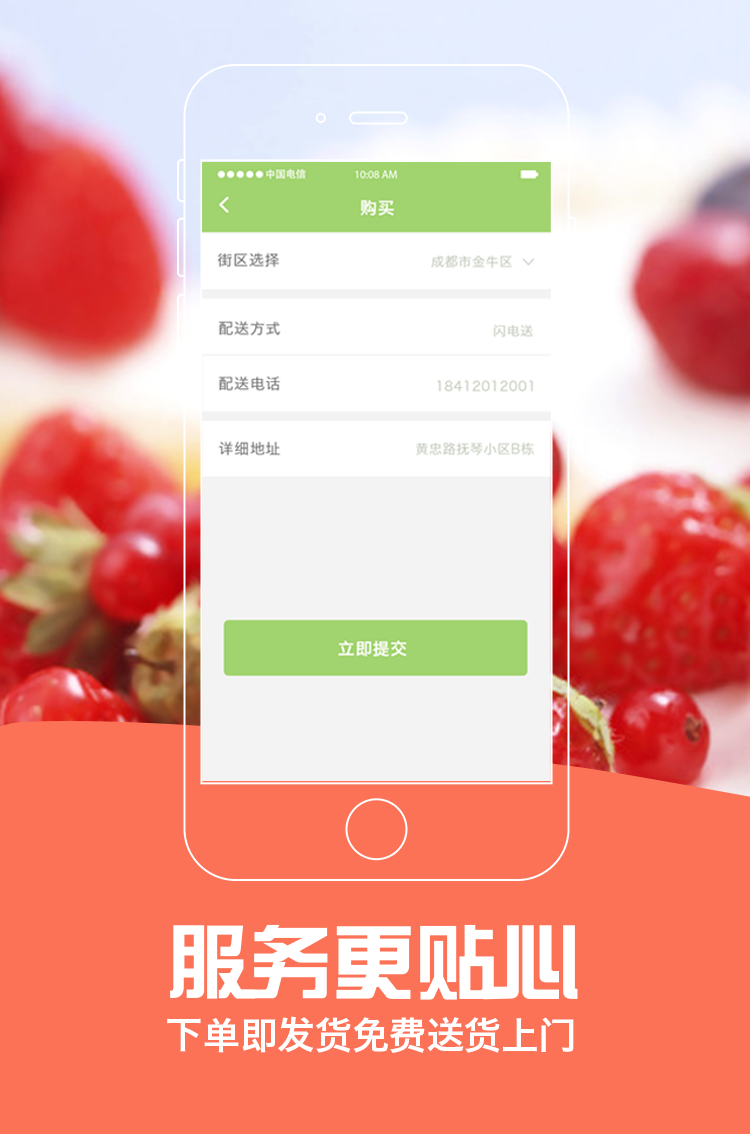 中国电信 10:08 AM
购买
街区选择 成都市金牛区
配送方式 闪电送
配送电话 18412012001
详细地址 黄忠路抚琴小区B栋
立即提交
服务更贴心
下单即发货免费送货上门